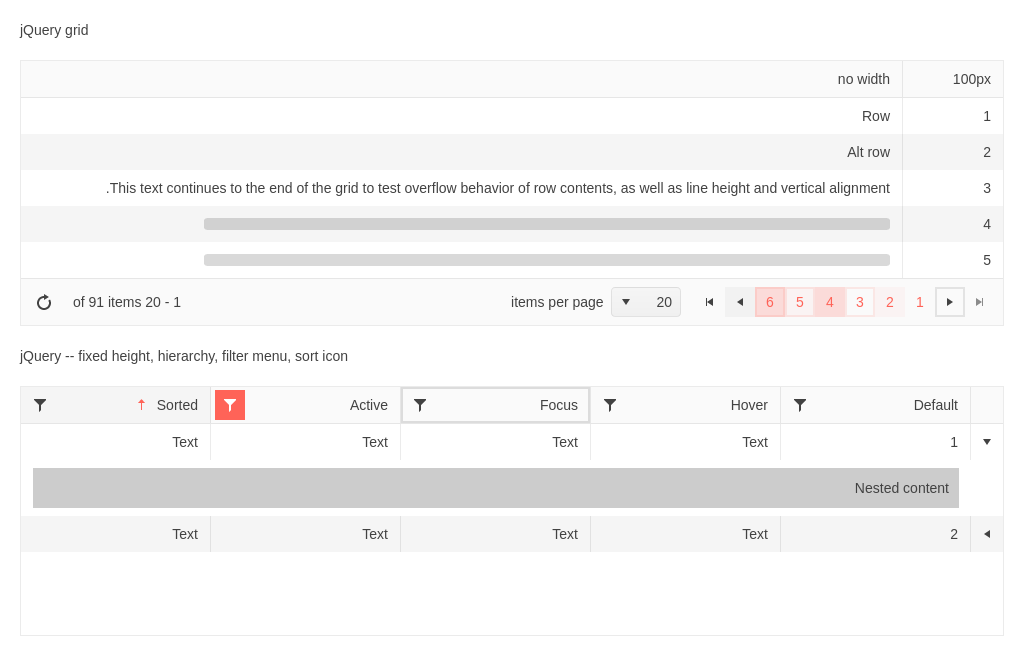 jQuery grid
no width 100px
Row 1
Alt row 2
.This text continues to the end of the grid to test overflow behavior of row contents, as well as line height and vertical alignment 3
4
5
of 91 items 20 - 1 items per page 20 6 5 4 3 2 1
jQuery -- fixed height, hierarchy, filter menu, sort icon
Sorted Active Focus Hover Default
Text Text Text Text 1
Nested content
Text Text Text Text 2